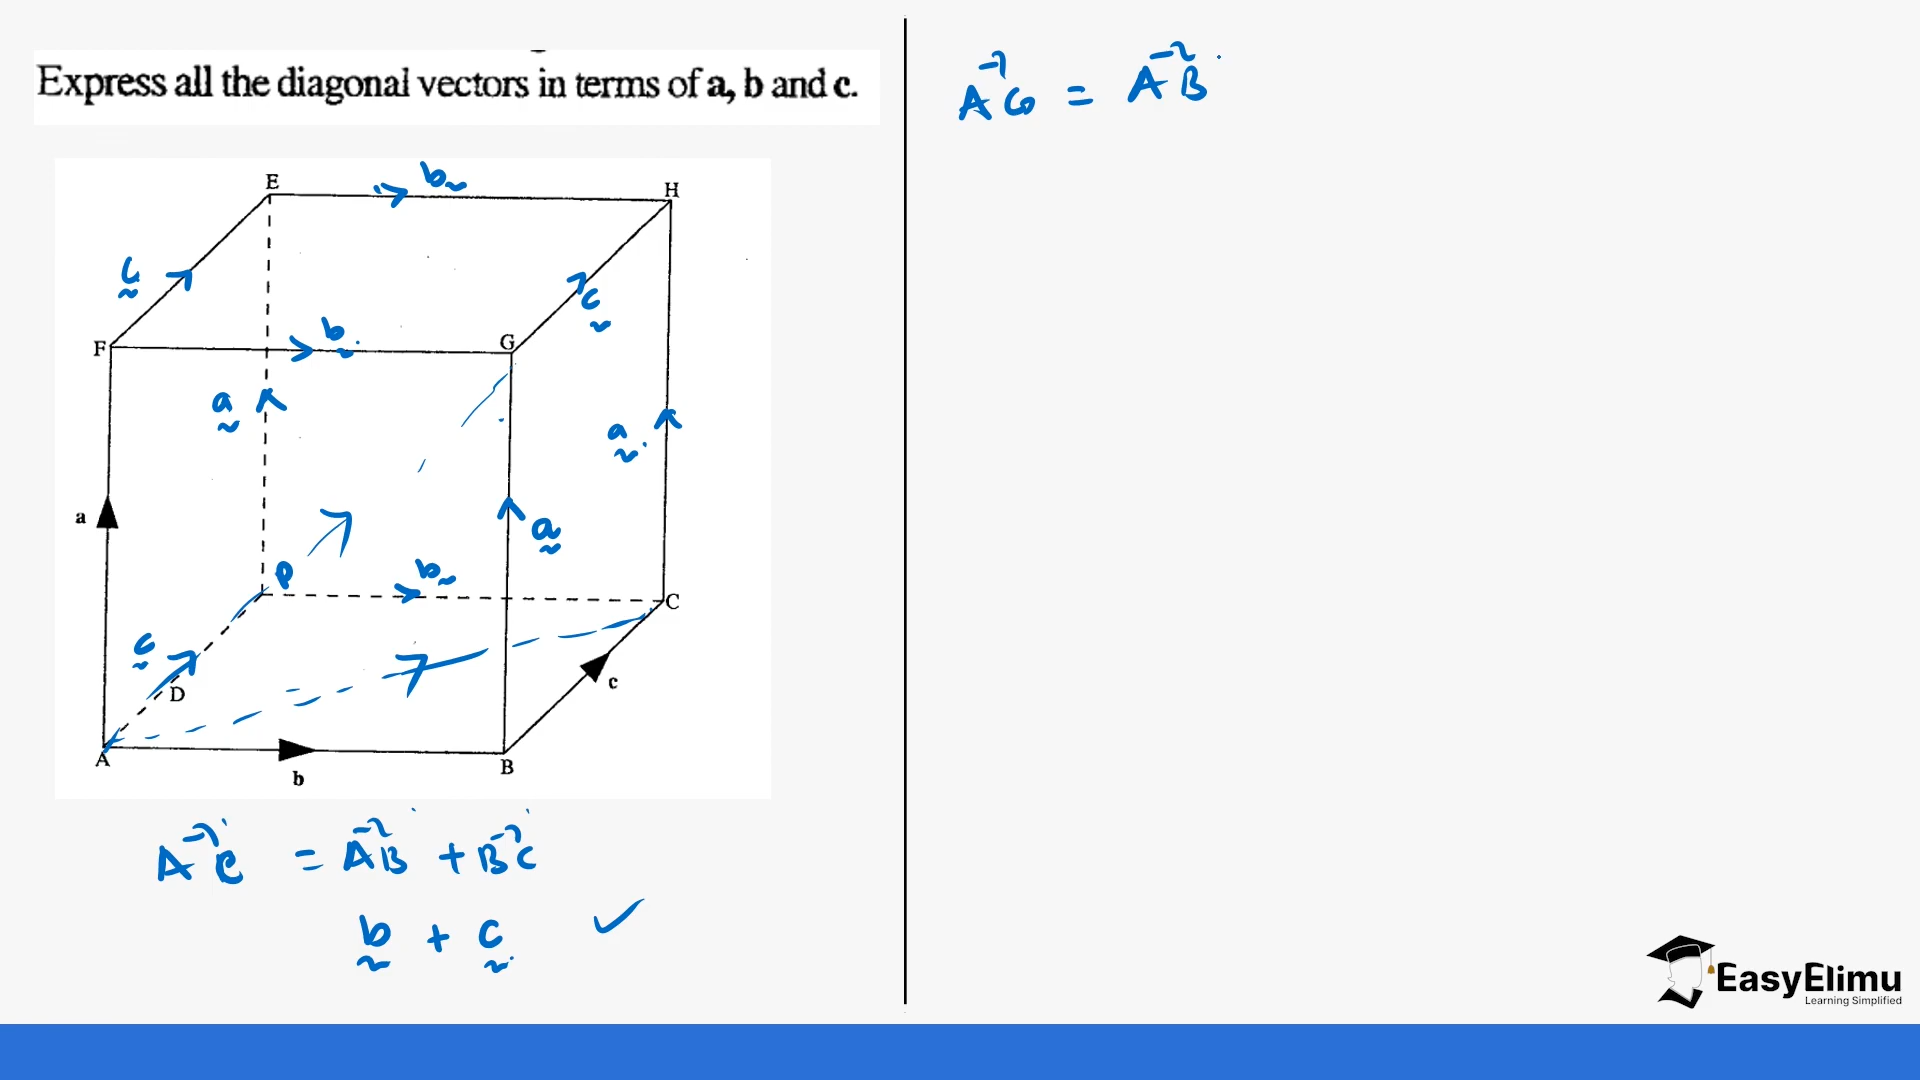 Express all the diagonal vectors in terms of a, b and c.
E
b
H
c
c
F
b
G
a
a
a
a
D
b
C
c
D
c
A
B
b
AC = AB + BC
b + c ✓
AG = AB
EasyElimu
Learning Simplified